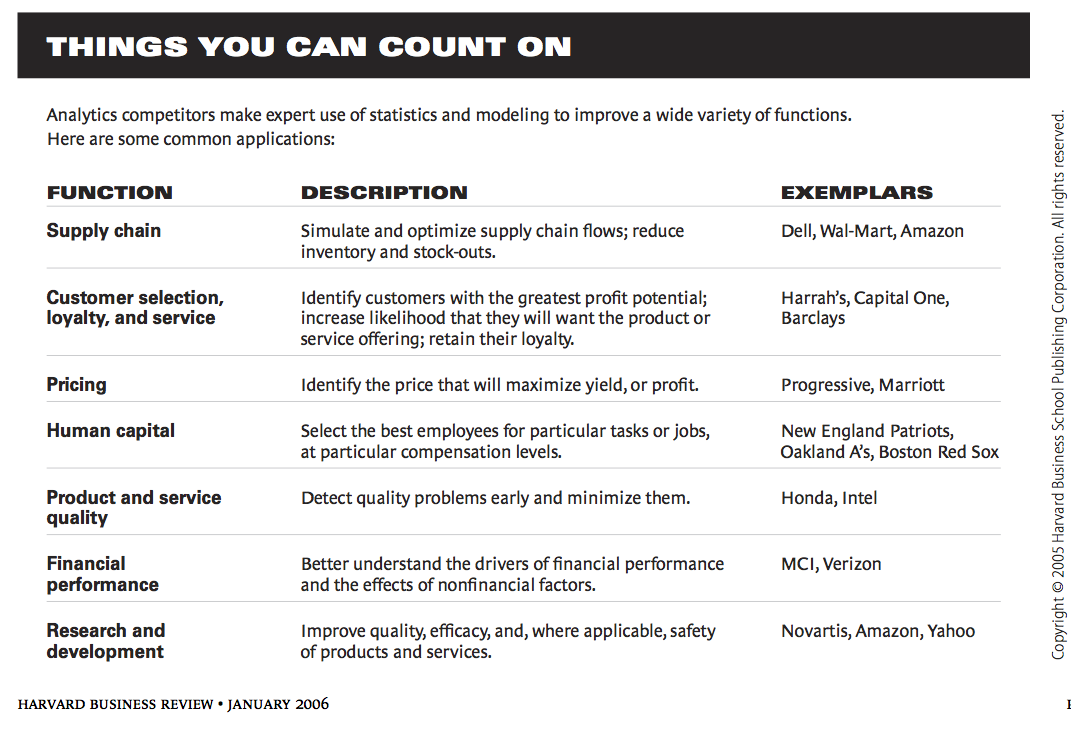 THINGS YOU CAN COUNT ON
Analytics competitors make expert use of statistics and modeling to improve a wide variety of functions.
Here are some common applications:
FUNCTION DESCRIPTION EXEMPLARS
Supply chain Simulate and optimize supply chain flows; reduce Dell, Wal-Mart, Amazon
inventory and stock-outs.
Customer selection, Identify customers with the greatest profit potential; Harrah's, Capital One,
loyalty, and service increase likelihood that they will want the product or Barclays
service offering; retain their loyalty.
Pricing Identify the price that will maximize yield, or profit. Progressive, Marriott
Human capital Select the best employees for particular tasks or jobs, New England Patriots,
at particular compensation levels. Oakland A's, Boston Red Sox
Product and service Detect quality problems early and minimize them. Honda, Intel
quality
Financial Better understand the drivers of financial performance MCI, Verizon
performance and the effects of nonfinancial factors.
Research and Improve quality, efficacy, and, where applicable, safety Novartis, Amazon, Yahoo
development of products and services.
HARVARD BUSINESS REVIEW • JANUARY 2006
Copyright © 2005 Harvard Business School Publishing Corporation. All rights reserved.